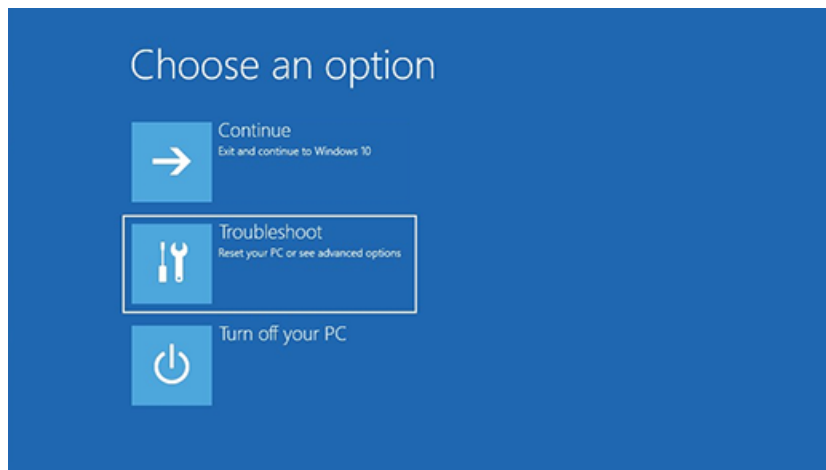 Choose an option
Continue
Exit and continue to Windows 10
Troubleshoot
Reset your PC or see advanced options
Turn off your PC